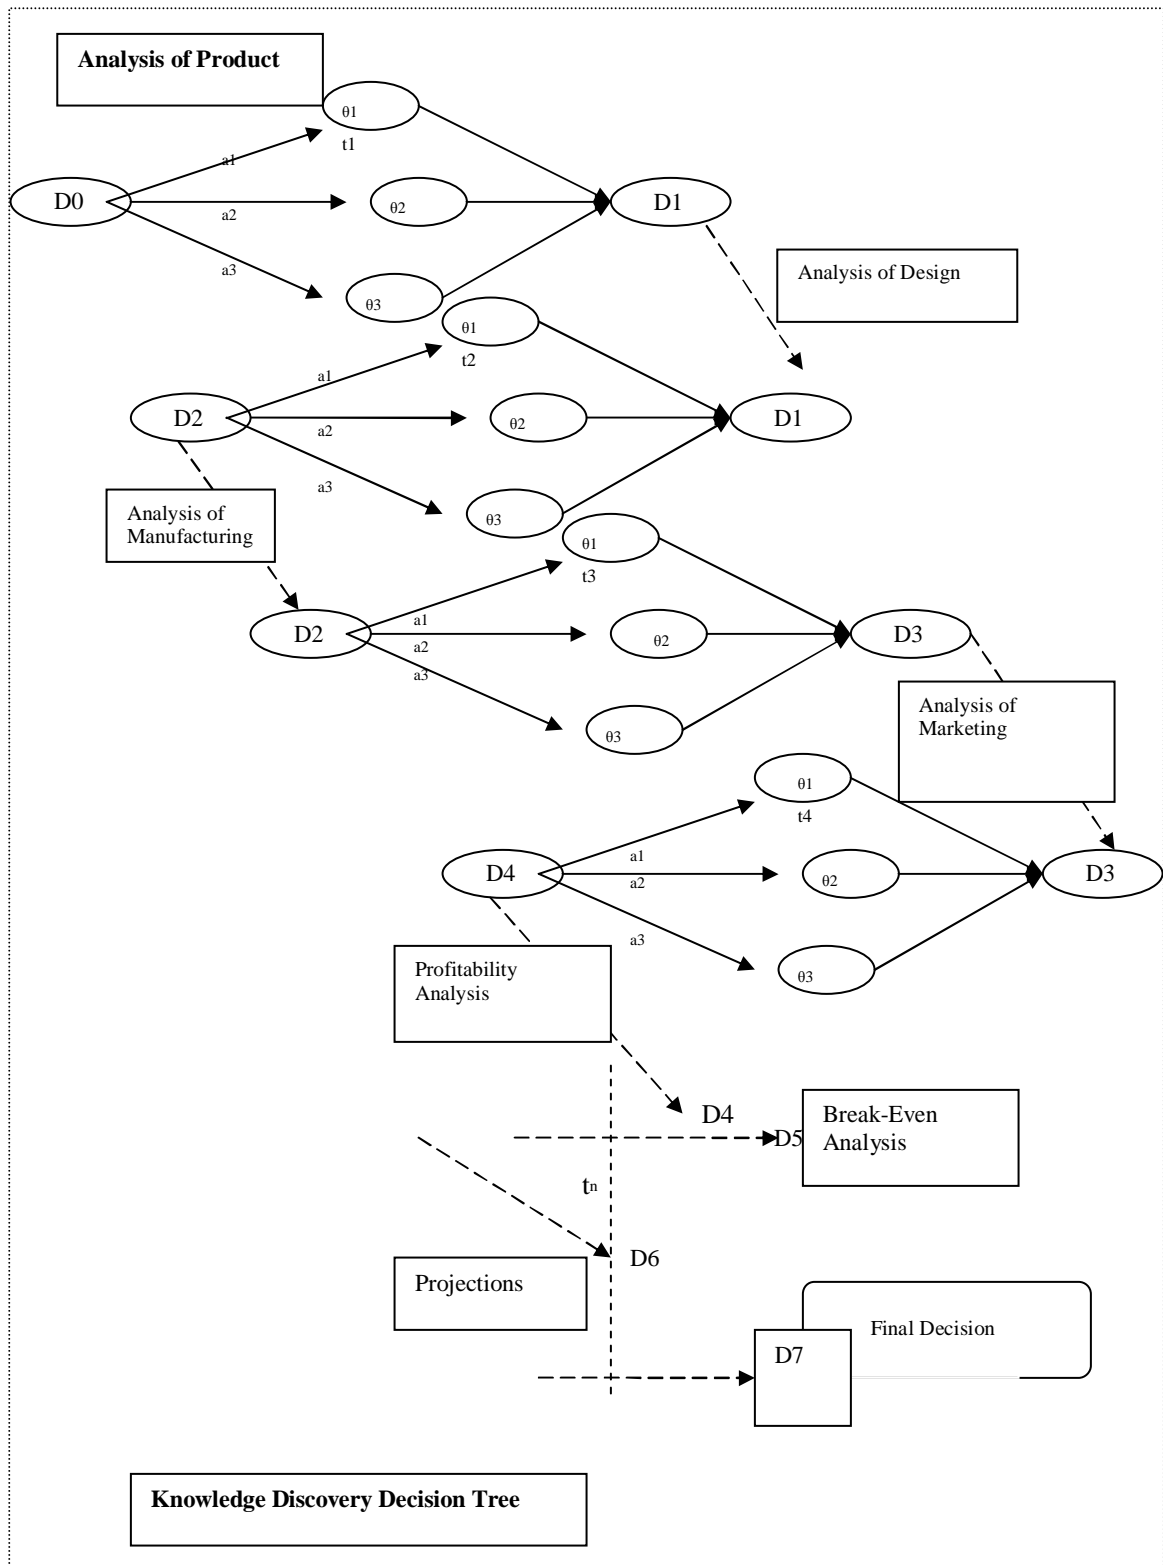 Analysis of Product
θ1
t1
a1
D0
θ2
D1
a2
Analysis of Design
a3
θ3
θ1
t2
a1
D2
θ2
D1
a2
a3
Analysis of
Manufacturing
θ3
θ1
t3
a1
D2
θ2
D3
a2
a3
Analysis of
Marketing
θ3
θ1
t4
a1
D4
θ2
D3
a2
a3
Profitability
Analysis
θ3
D4
D5
Break-Even
Analysis
tn
D6
Projections
Final Decision
D7
Knowledge Discovery Decision Tree